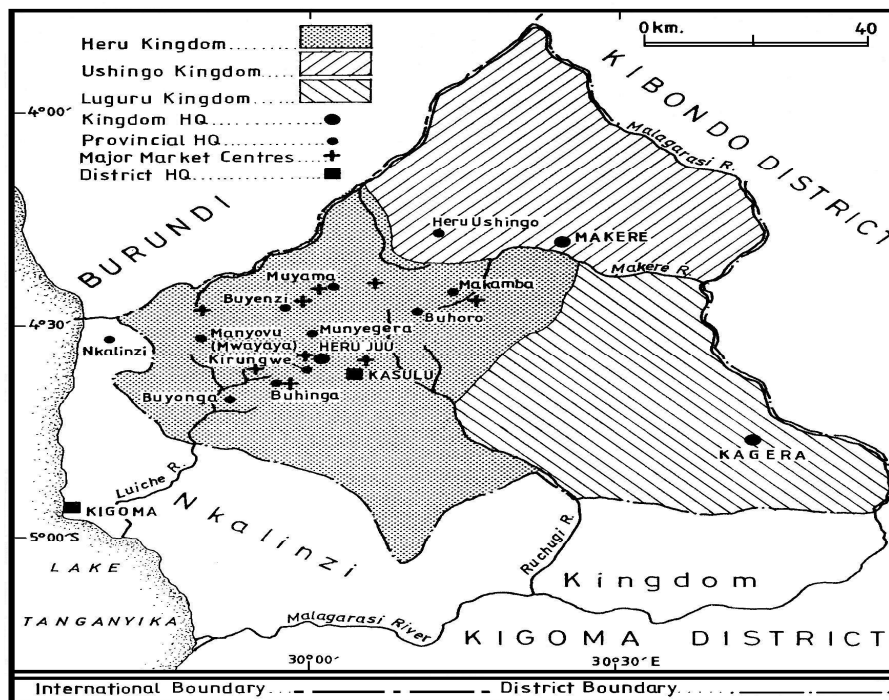 Heru Kingdom
Ushingo Kingdom
Luguru Kingdom
Kingdom HQ
Provincial HQ
Major Market Centres
District HQ
0 km. 40
KIBONDO DISTRICT
Malagarasi R.
4°00'
BURUNDI
Heru Ushingo
MAKERE
Makere R.
Muyama
Makamba
Buyenzi
Buhoro
4°30'
Nkalinzi
Manyovu
(Mwayaya)
Munyegera
HERU JUU
Kirungwe
KASULU
Buyonga
Buhinga
KAGERA
Luiche R.
KIGOMA
Nkalinzi
Kingdom
Ruchugi R.
5°00'S
LAKE
TANGANYIKA
Malagarasi River
KIGOMA DISTRICT
30°00'
30°30'E
International Boundary
District Boundary